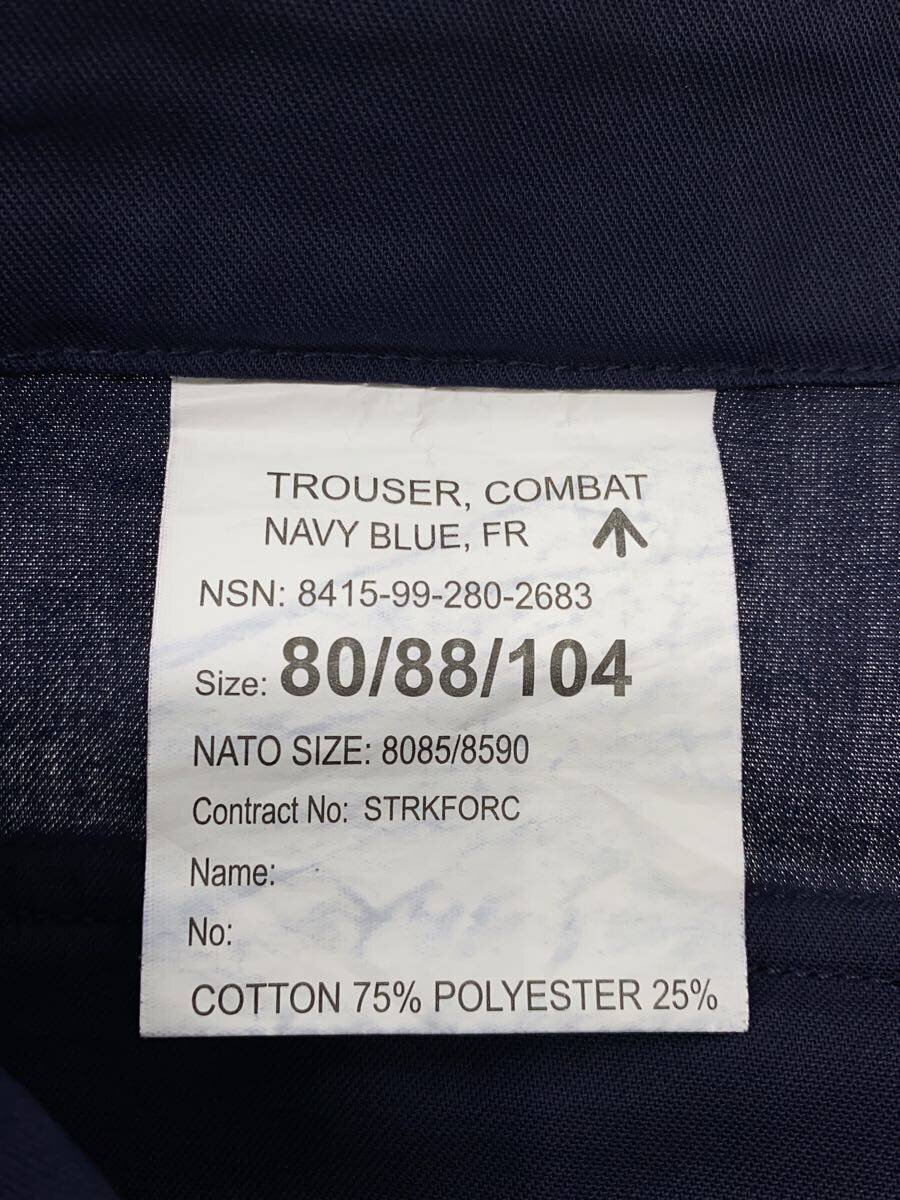 TROUSER, COMBAT
NAVY BLUE, FR
NSN: 8415-99-280-2683
Size: 80/88/104
NATO SIZE: 8085/8590
Contract No: STRKFORC
Name:
No:
COTTON 75% POLYESTER 25%